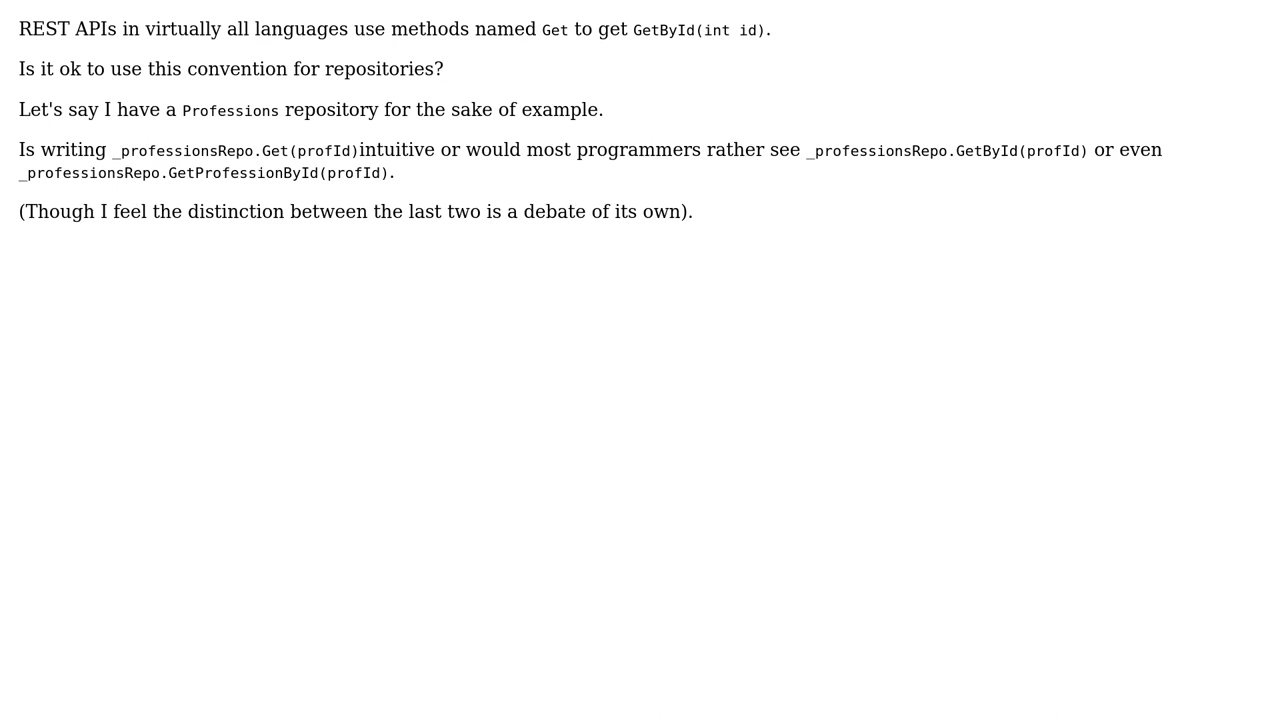 REST APIs in virtually all languages use methods named Get to get GetById(int id).
Is it ok to use this convention for repositories?
Let's say I have a Professions repository for the sake of example.
Is writing _professionsRepo.Get(profId)intuitive or would most programmers rather see _professionsRepo.GetById(profId) or even
_professionsRepo.GetProfessionById(profId).
(Though I feel the distinction between the last two is a debate of its own).